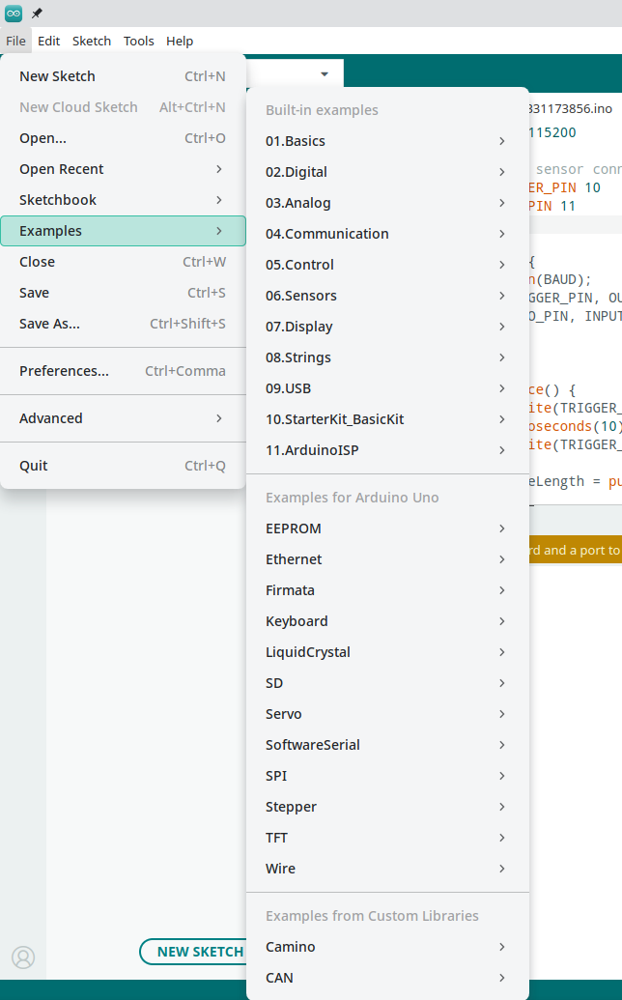 File Edit Sketch Tools Help
New Sketch Ctrl+N
New Cloud Sketch Alt+Ctrl+N
Open... Ctrl+O
Open Recent
Sketchbook
Examples
Close Ctrl+W
Save Ctrl+S
Save As... Ctrl+Shift+S
Preferences... Ctrl+Comma
Advanced
Quit Ctrl+Q
Built-in examples
01.Basics
02.Digital
03.Analog
04.Communication
05.Control
06.Sensors
07.Display
08.Strings
09.USB
10.StarterKit_BasicKit
11.ArduinoISP
Examples for Arduino Uno
EEPROM
Ethernet
Firmata
Keyboard
LiquidCrystal
SD
Servo
SoftwareSerial
SPI
Stepper
TFT
Wire
Examples from Custom Libraries
Camino
CAN
331173856.ino
115200
sensor conn
ER_PIN 10
PIN 11
{
n(BAUD);
GGER_PIN, OU
O_PIN, INPUT
ce() {
ite(TRIGGER_
oseconds(10)
ite(TRIGGER_
eLength = pu
rd and a port to
NEW SKETCH